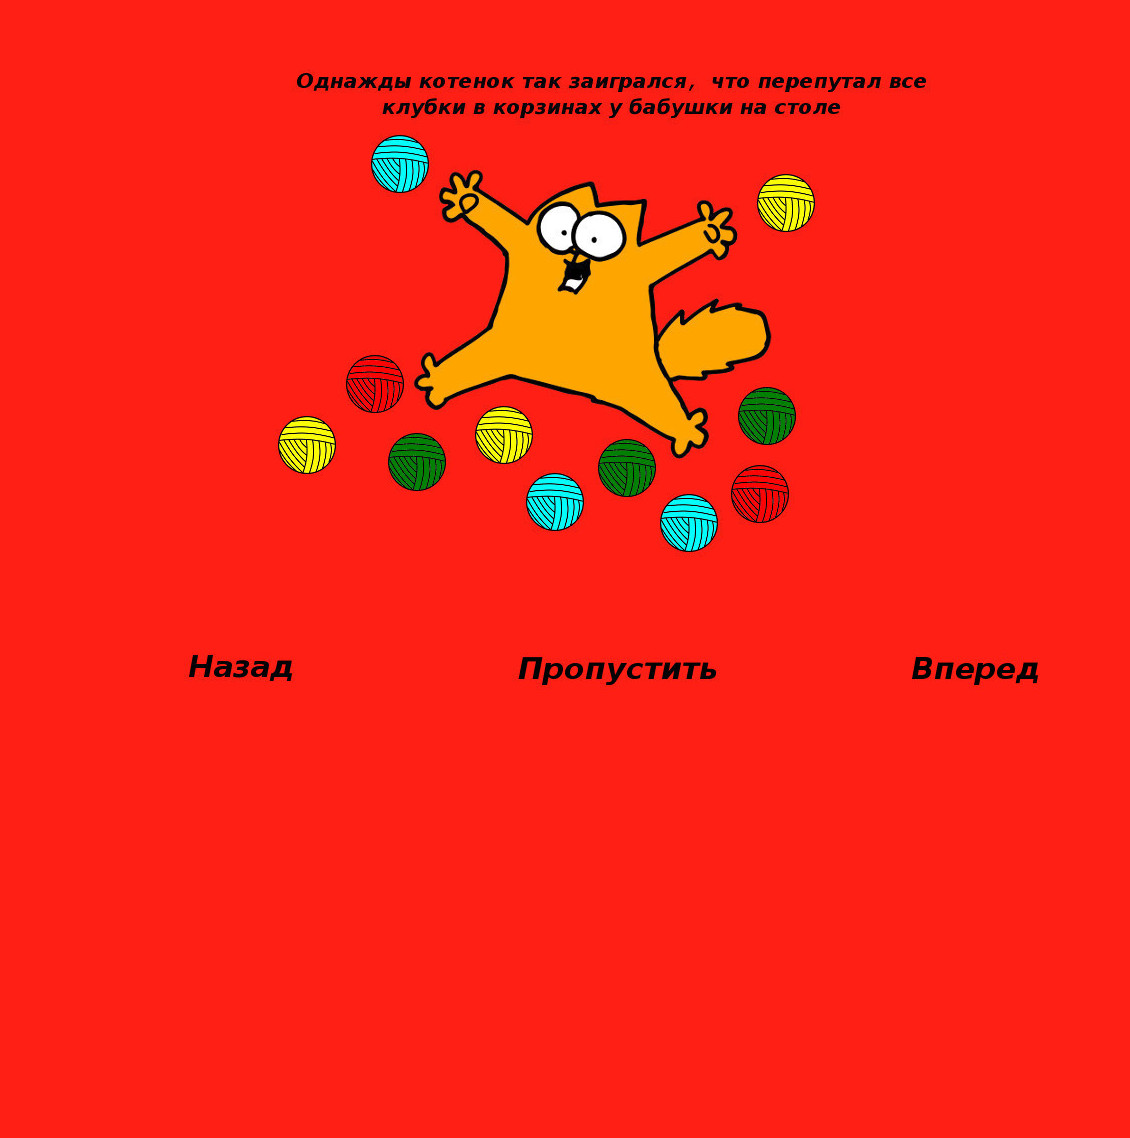 Однажды котенок так заигрался,  что перепутал все
клубки в корзинах у бабушки на столе
Назад
Пропустить
Вперед